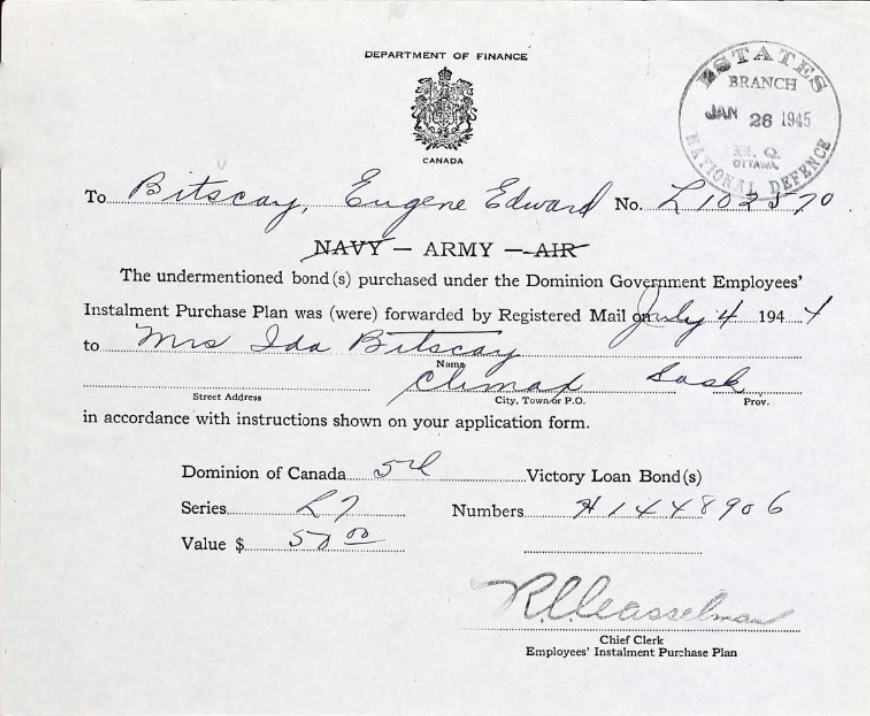 DEPARTMENT OF FINANCE
CANADA
ESTATES
BRANCH
JAN 26 1945
H. Q.
OTTAWA,
NATIONAL DEFENCE
To Bitscay, Eugene Edward No. L 102570
NAVY — ARMY — AIR
The undermentioned bond(s) purchased under the Dominion Government Employees'
Instalment Purchase Plan was (were) forwarded by Registered Mail on July 4 1944
to Mrs Ida Bitscay
Name
Climax Sask
Street Address City, Town or P.O. Prov.
in accordance with instructions shown on your application form.
Dominion of Canada 5th Victory Loan Bond(s)
Series L7 Numbers H1448906
Value $ 50.00
Chief Clerk
Employees' Instalment Purchase Plan